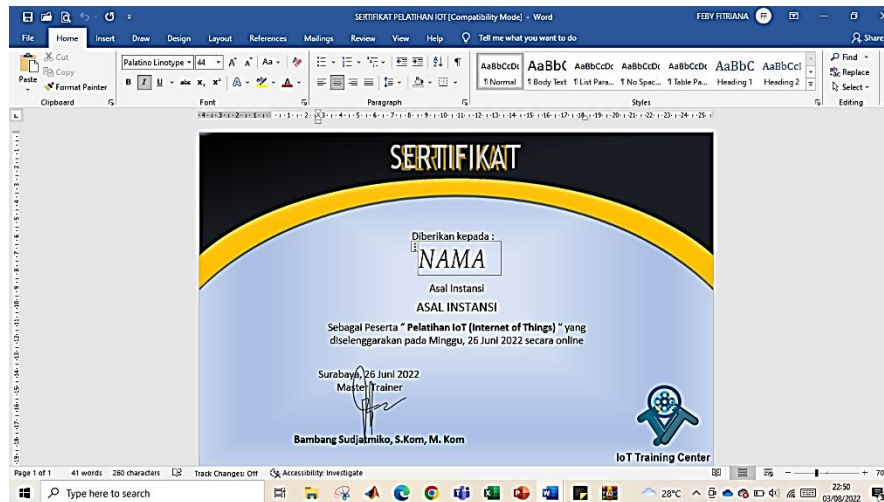 SERTIFIKAT PELATIHAN IOT [Compatibility Mode] - Word
FEBY FITRIANA
FF
File Home Insert Draw Design Layout References Mailings Review View Help Tell me what you want to do
Share
Paste
Cut
Copy
Format Painter
Clipboard
Palatino Linotype 44
Font
Paragraph
AaBbCcDc AaBbC AaBbCcDc AaBbCcDc AaBbCcDc AaBbC AaBbCcl
¶ Normal ¶ Body Text ¶ List Para... ¶ No Spac... ¶ Table Pa... Heading 1 Heading 2
Styles
Find
Replace
Select
Editing
SERTIFIKAT
Diberikan kepada :
NAMA
Asal Instansi
ASAL INSTANSI
Sebagai Peserta " Pelatihan IoT (Internet of Things) " yang
diselenggarakan pada Minggu, 26 Juni 2022 secara online
Surabaya, 26 Juni 2022
Master Trainer
Bambang Sudjatmiko, S.Kom, M. Kom
IoT Training Center
Page 1 of 1 41 words 260 characters Track Changes: Off Accessibility: Investigate
70
Type here to search
28°C
22:50
03/08/2022